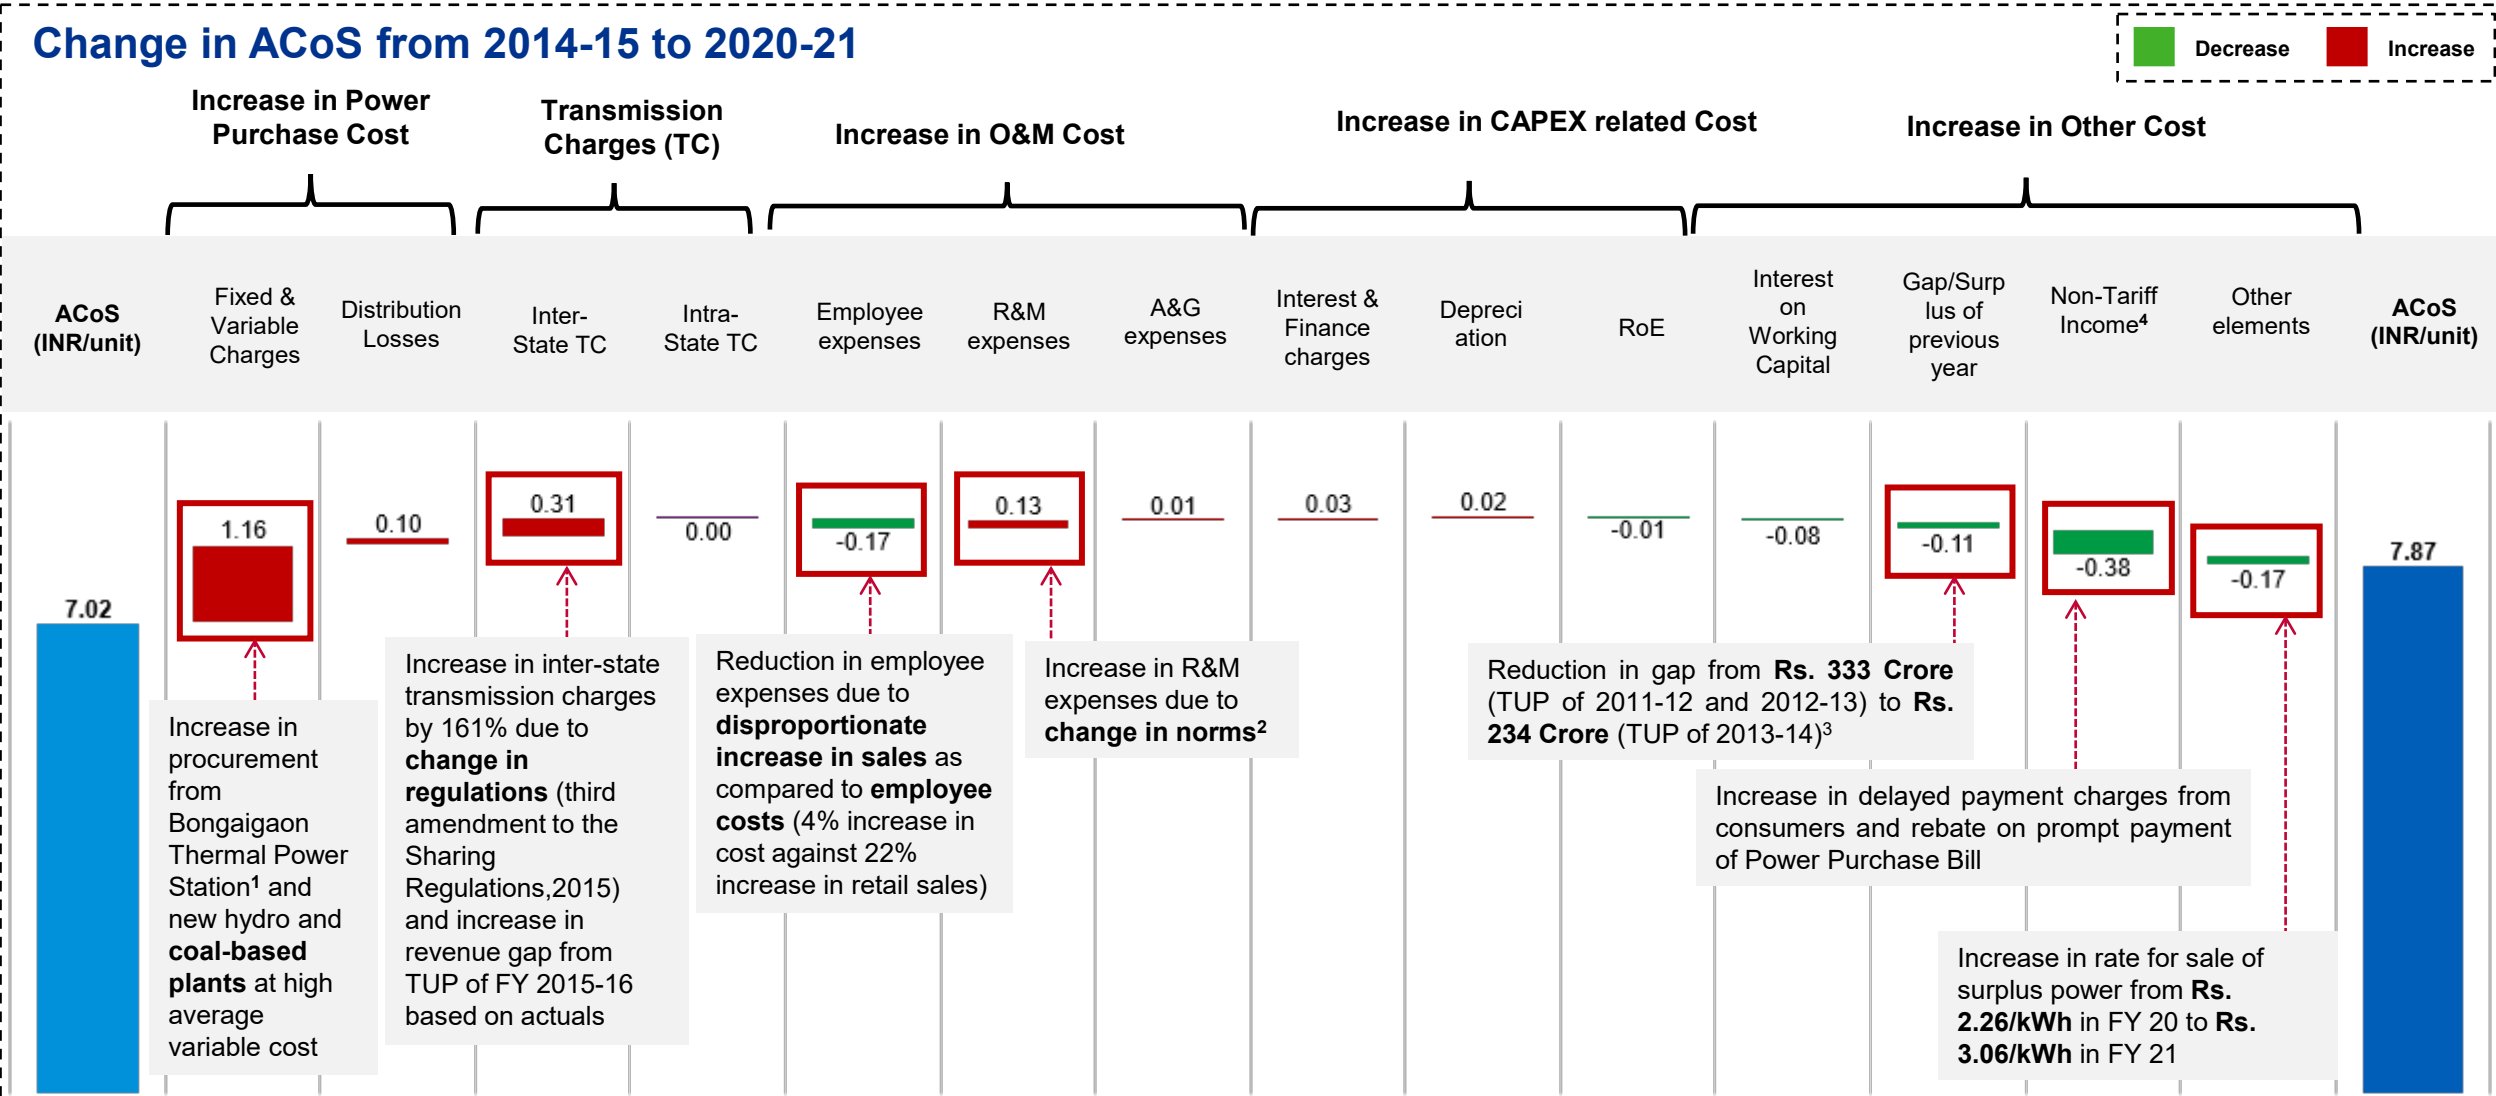 Change in ACoS from 2014-15 to 2020-21
Decrease
Increase
Increase in Power
Purchase Cost
Transmission
Charges (TC)
Increase in O&M Cost
Increase in CAPEX related Cost
Increase in Other Cost
ACoS
(INR/unit)
Fixed &
Variable
Charges
Distribution
Losses
Inter-
State TC
Intra-
State TC
Employee
expenses
R&M
expenses
A&G
expenses
Interest &
Finance
charges
Depreci
ation
RoE
Interest
on
Working
Capital
Gap/Surp
lus of
previous
year
Non-Tariff
Income⁴
Other
elements
ACoS
(INR/unit)
7.02
1.16
0.10
0.31
0.00
-0.17
0.13
0.01
0.03
0.02
-0.01
-0.08
-0.11
-0.38
-0.17
7.87
Increase in
procurement
from
Bongaigaon
Thermal Power
Station¹ and
new hydro and
coal-based
plants at high
average
variable cost
Increase in inter-state
transmission charges
by 161% due to
change in
regulations (third
amendment to the
Sharing
Regulations,2015)
and increase in
revenue gap from
TUP of FY 2015-16
based on actuals
Reduction in employee
expenses due to
disproportionate
increase in sales as
compared to employee
costs (4% increase in
cost against 22%
increase in retail sales)
Increase in R&M
expenses due to
change in norms²
Reduction in gap from Rs. 333 Crore
(TUP of 2011-12 and 2012-13) to Rs.
234 Crore (TUP of 2013-14)³
Increase in delayed payment charges from
consumers and rebate on prompt payment
of Power Purchase Bill
Increase in rate for sale of
surplus power from Rs.
2.26/kWh in FY 20 to Rs.
3.06/kWh in FY 21